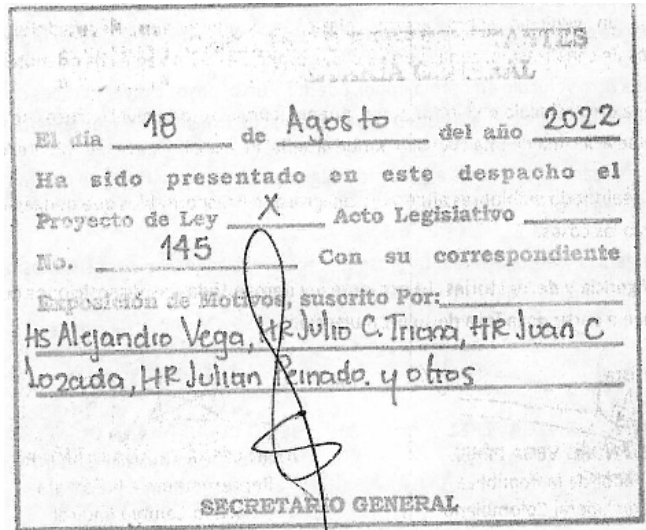 El día 18 de Agosto del año 2022
Ha sido presentado en este despacho el
Proyecto de Ley X Acto Legislativo
No. 145 Con su correspondiente
Exposición de Motivos, suscrito Por:
HS Alejandro Vega, HR Julio C. Triana, HR Juan C
Lozada, HR Julian Peinado. y otros
SECRETARIO GENERAL